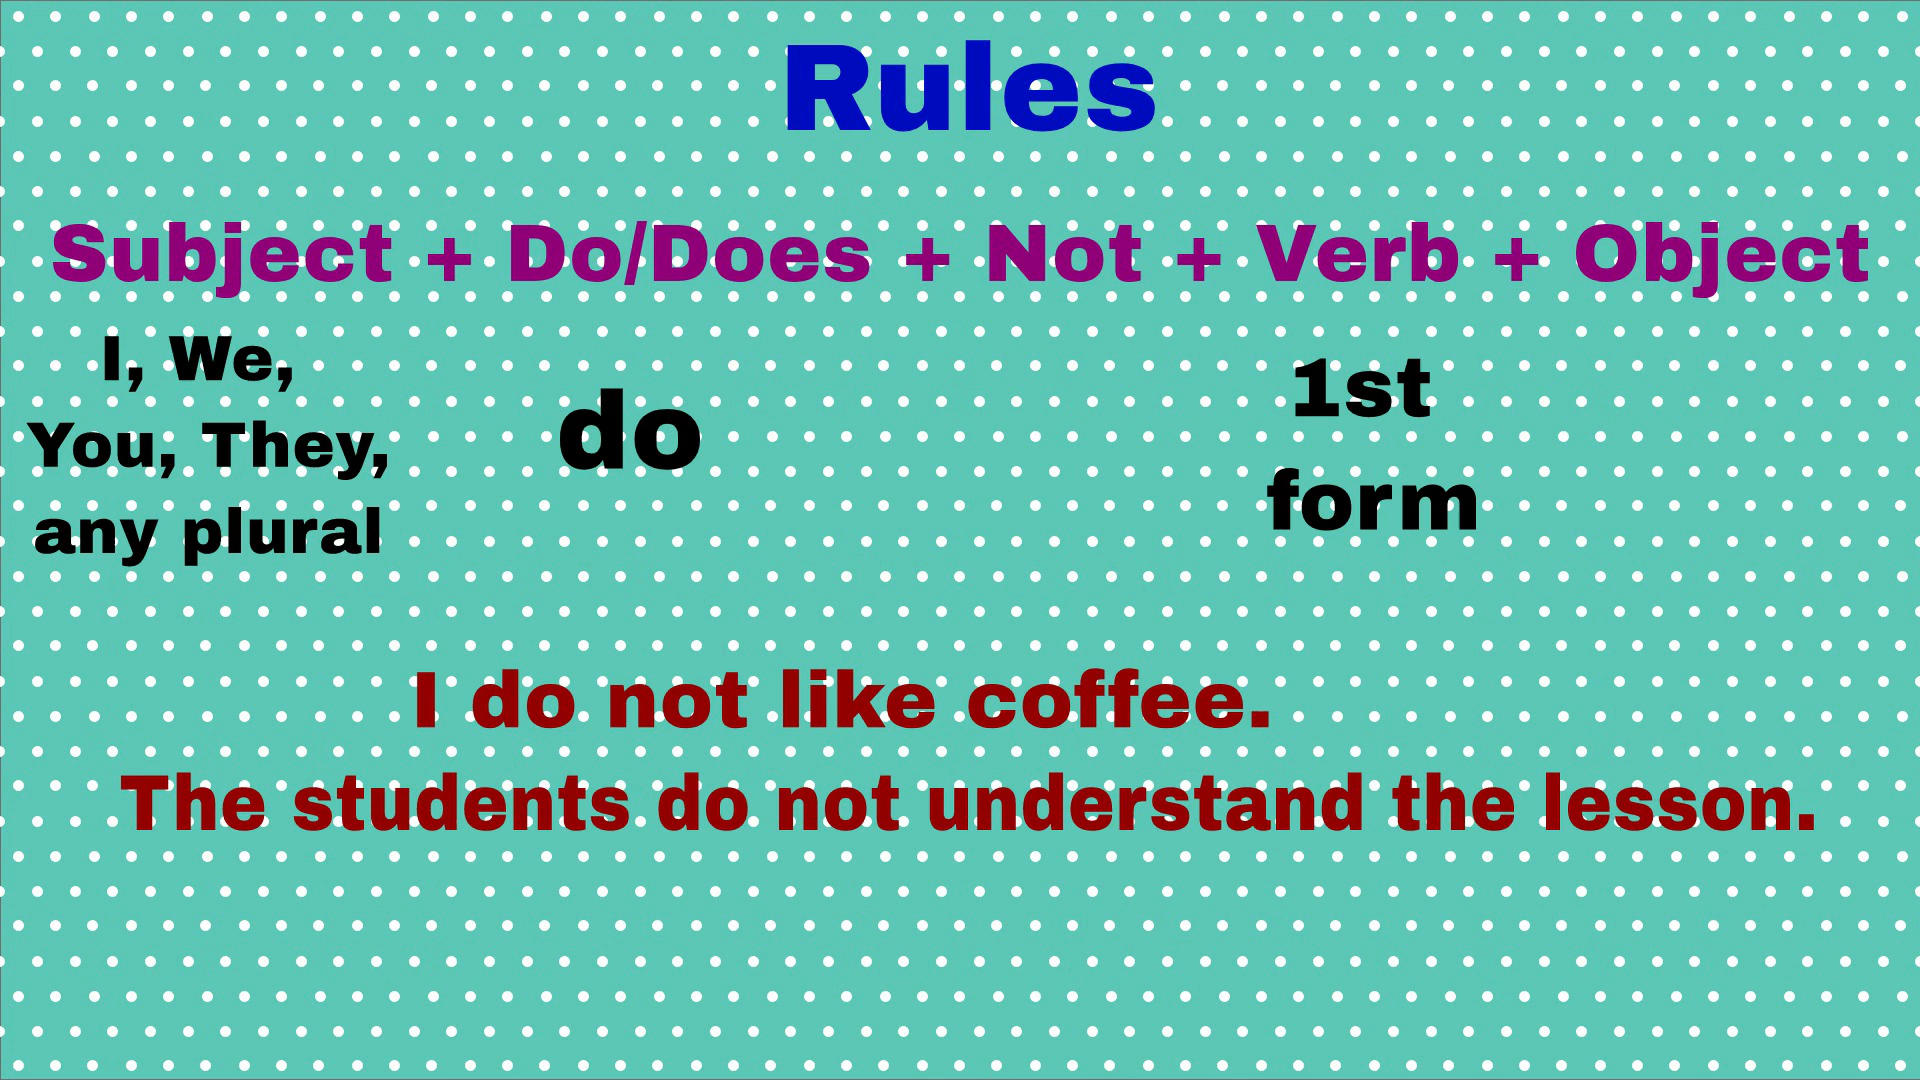 Rules
Subject + Do/Does + Not + Verb + Object
I, We,
You, They,
any plural
do
1st
form
I do not like coffee.
The students do not understand the lesson.